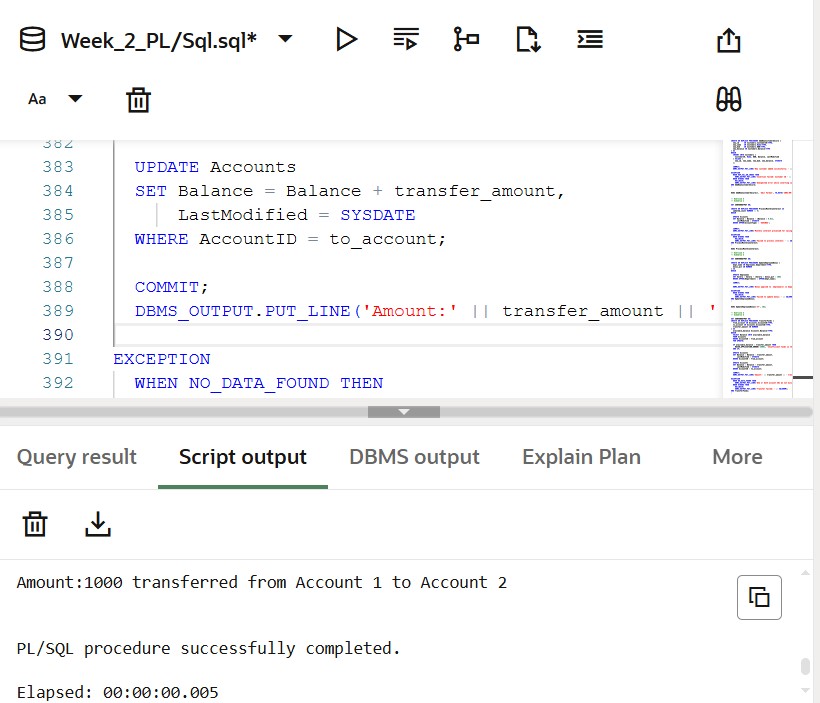 Week_2_PL/Sql.sql*
Aa
382
383 UPDATE Accounts
384 SET Balance = Balance + transfer_amount,
385 LastModified = SYSDATE
386 WHERE AccountID = to_account;
387
388 COMMIT;
389 DBMS_OUTPUT.PUT_LINE('Amount:' || transfer_amount || '
390
391 EXCEPTION
392 WHEN NO_DATA_FOUND THEN
Query result Script output DBMS output Explain Plan More
Amount:1000 transferred from Account 1 to Account 2
PL/SQL procedure successfully completed.
Elapsed: 00:00:00.005